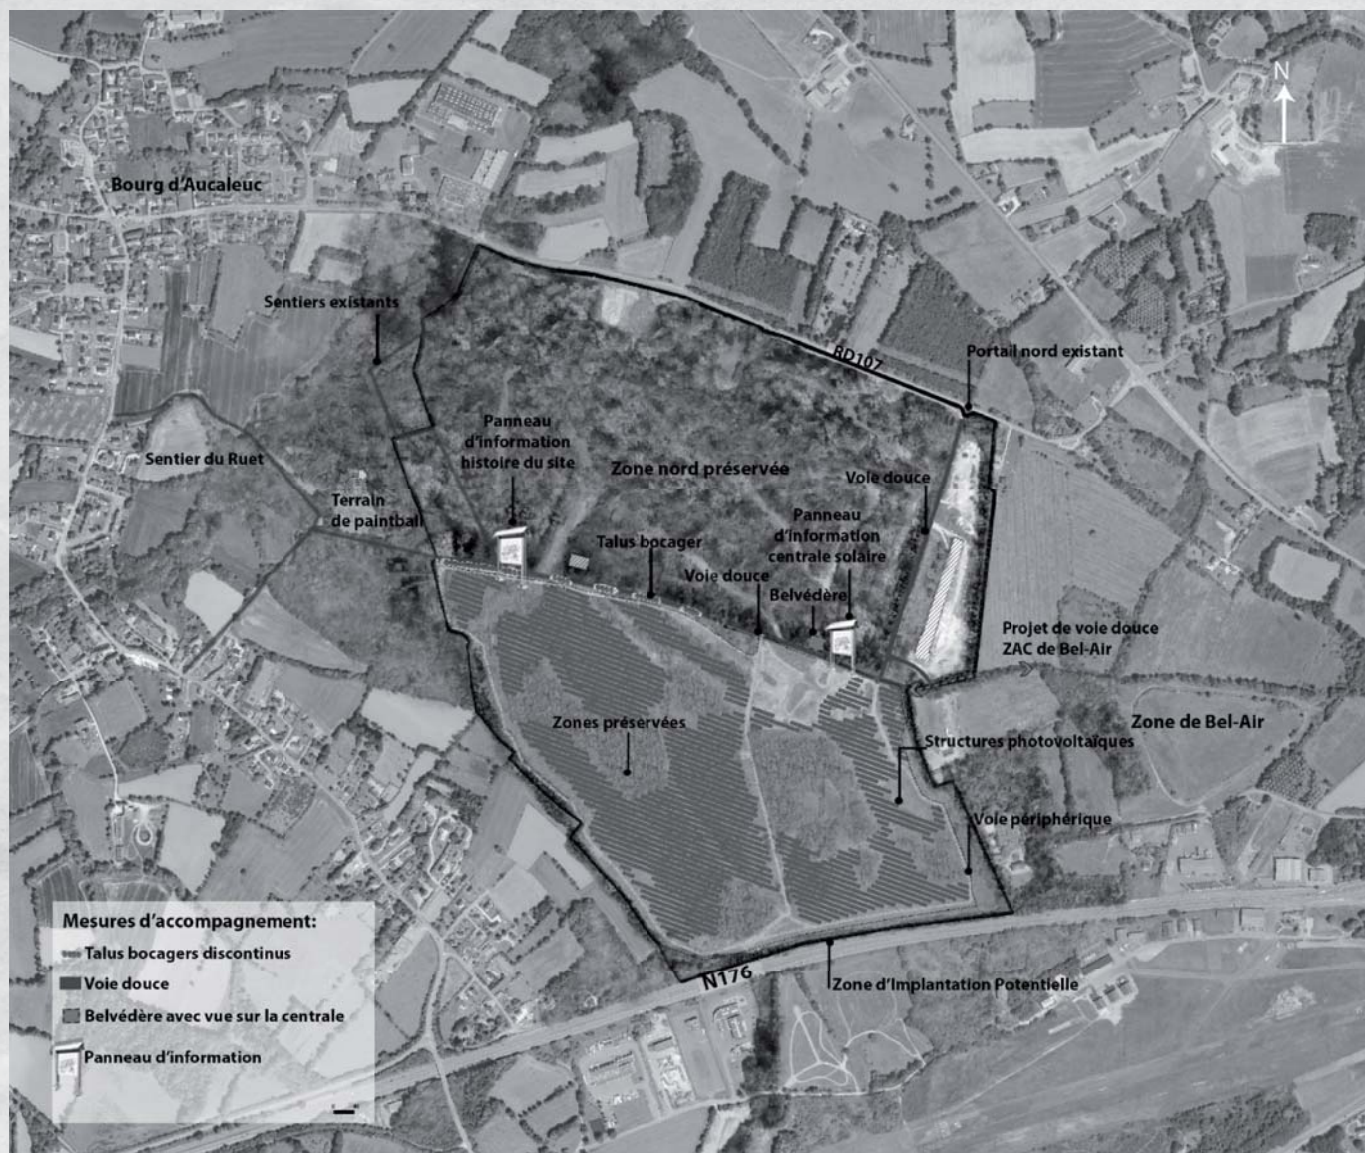 N
Bourg d'Aucaleuc
Sentiers existants
RD107
Portail nord existant
Panneau
d'information
histoire du site
Sentier du Ruet
Zone nord préservée
Voie douce
Terrain
de paintball
Panneau
d'information
centrale solaire
Talus bocager
Voie douce
Belvédère
Projet de voie douce
ZAC de Bel-Air
Zones préservées
Zone de Bel-Air
Structures photovoltaïques
Voie périphérique
Mesures d'accompagnement:
Talus bocagers discontinus
Voie douce
Belvédère avec vue sur la centrale
Panneau d'information
N176
Zone d'Implantation Potentielle